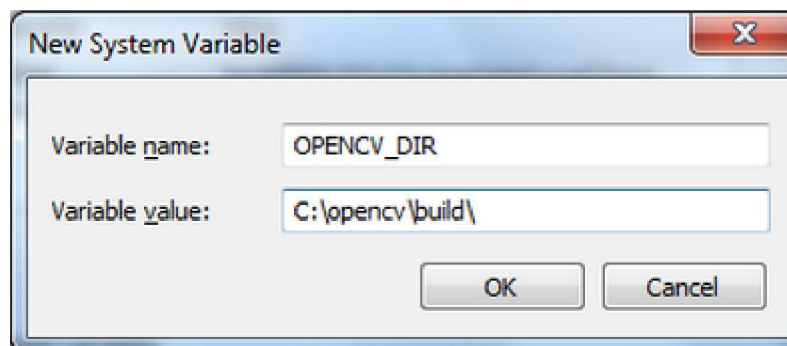 New System Variable
Variable name: OPENCV_DIR
Variable value: C:\opencv\build\
OK Cancel